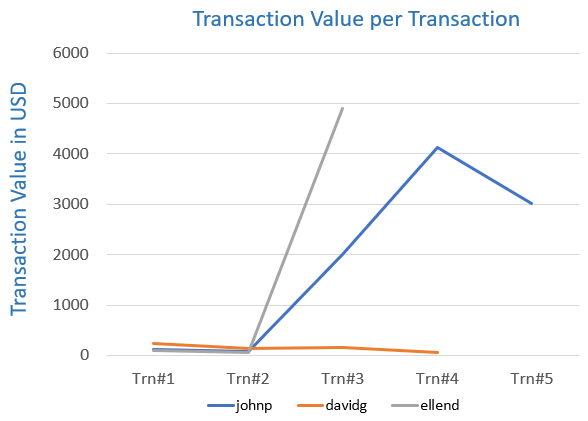 Transaction Value per Transaction
Transaction Value in USD
6000
5000
4000
3000
2000
1000
0
Trn#1 Trn#2 Trn#3 Trn#4 Trn#5
johnp davidg ellend